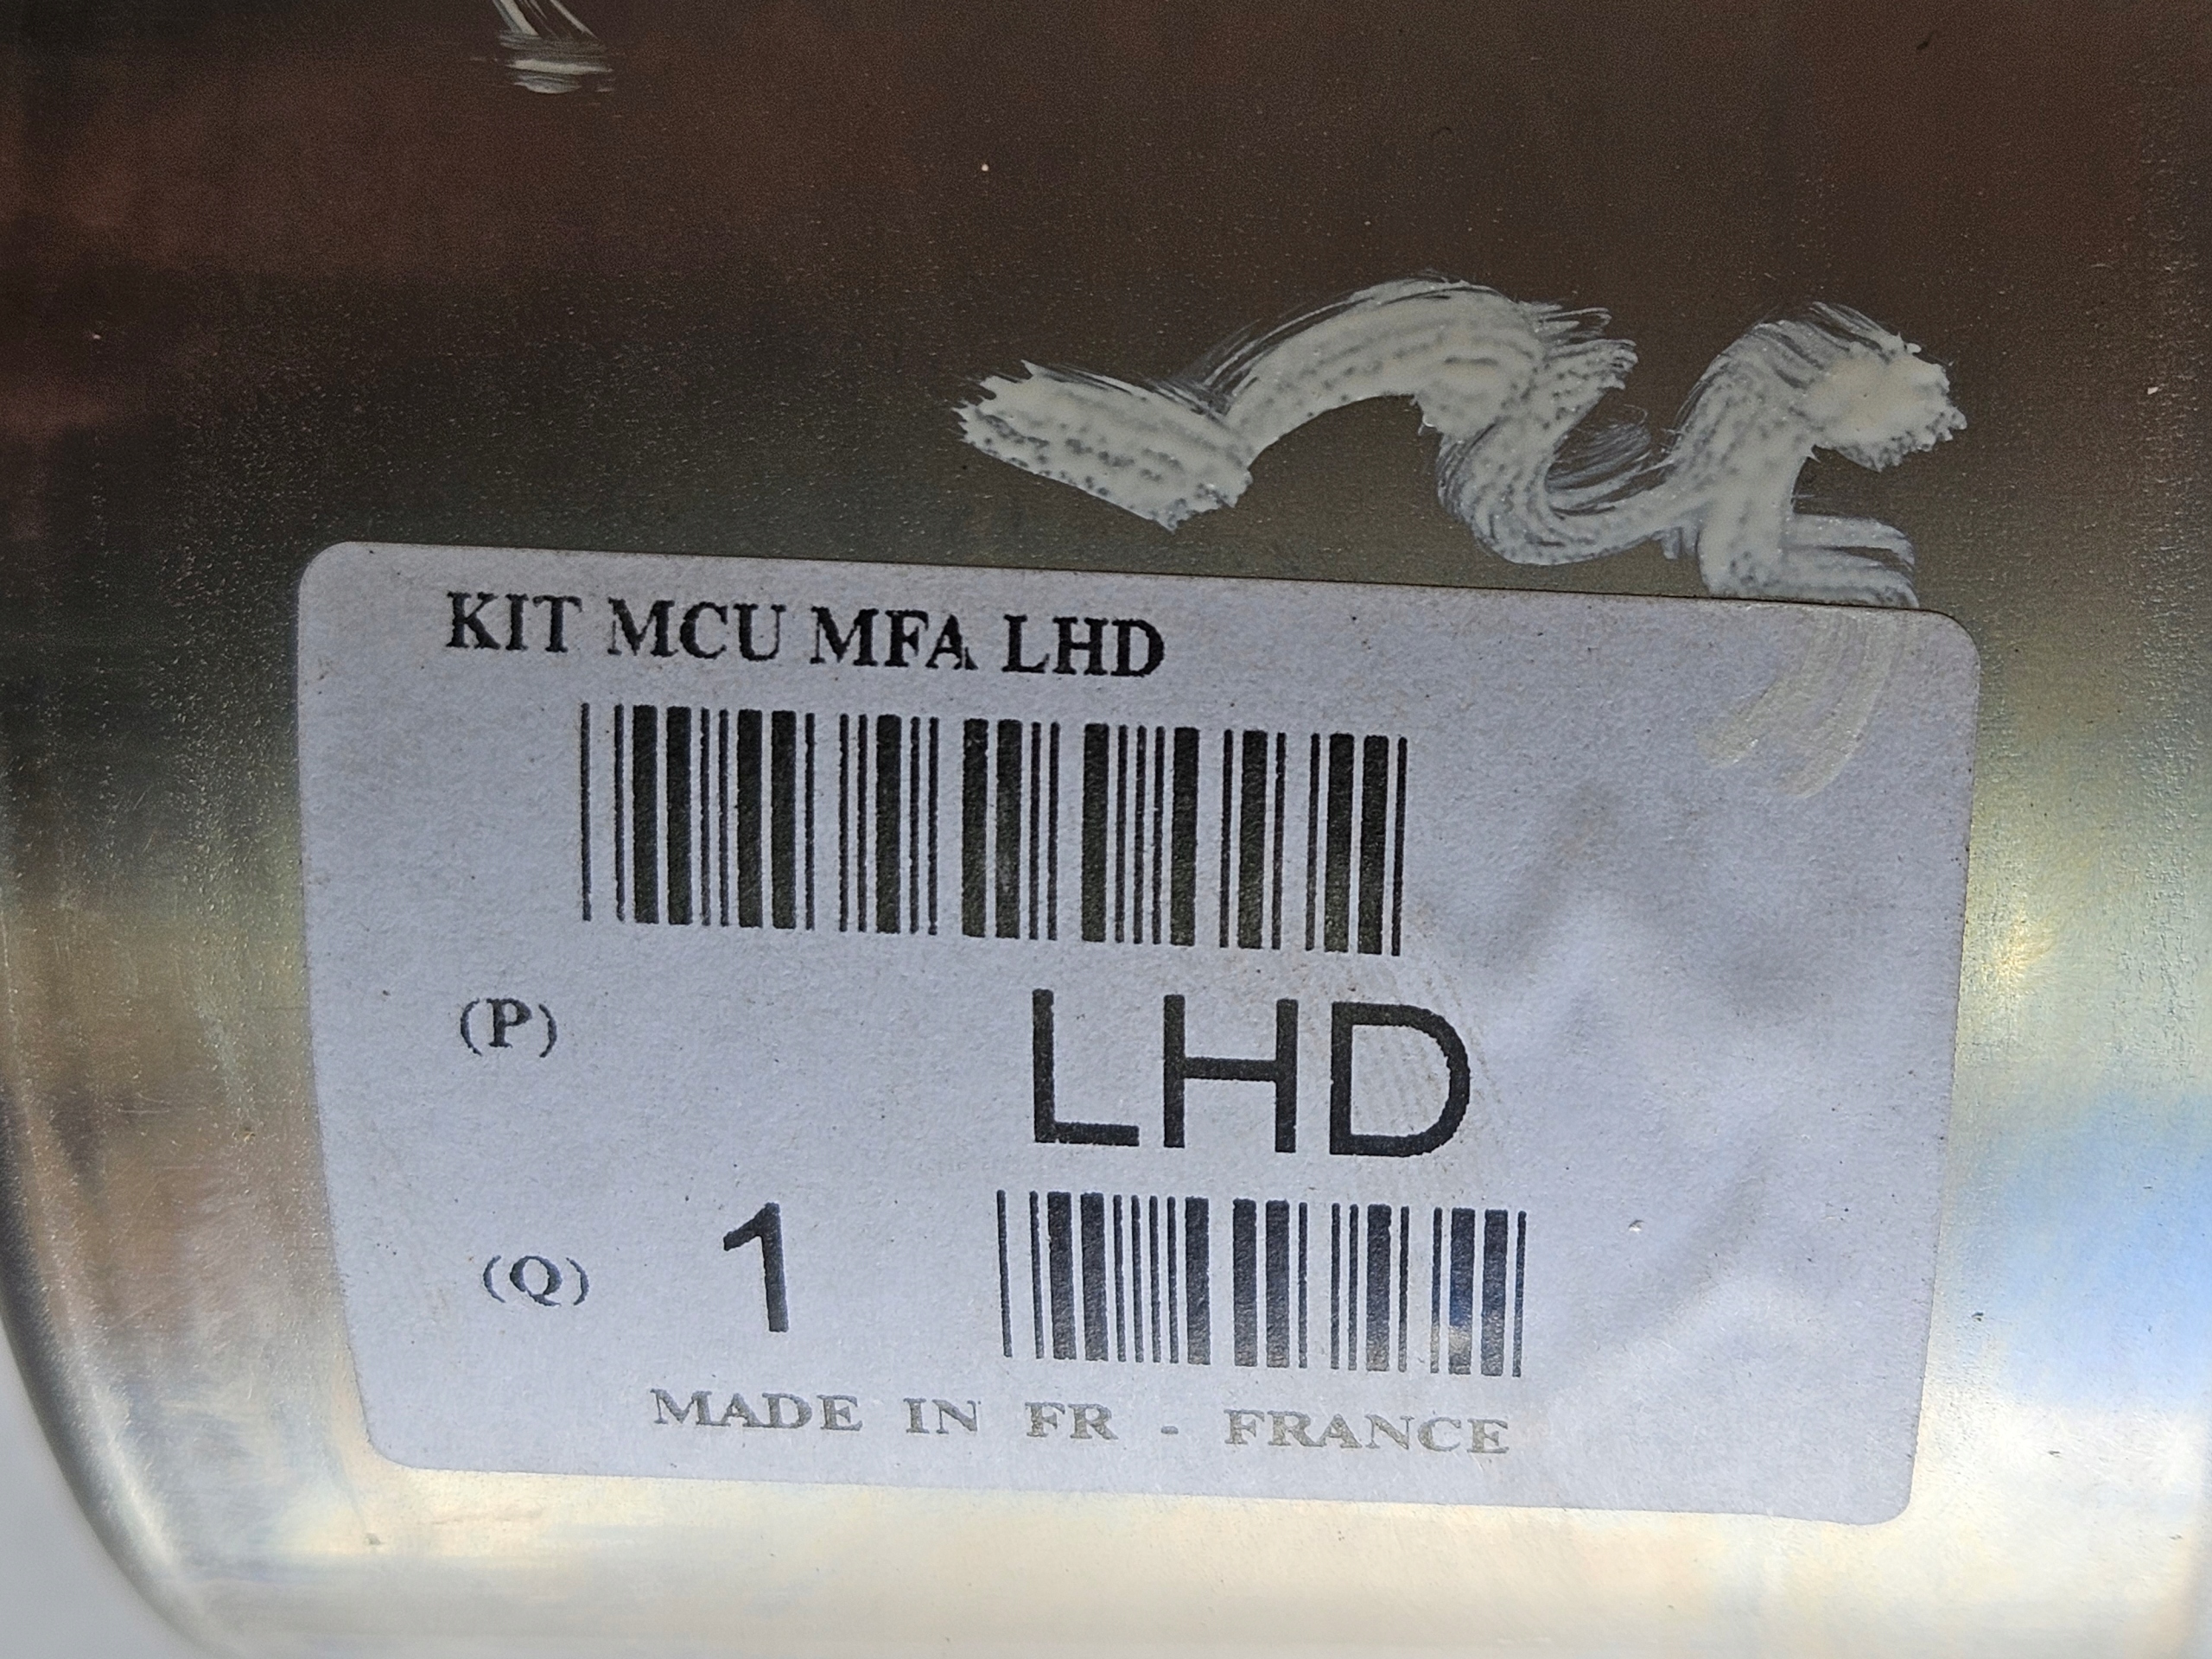 KIT MCU MFA LHD
(P) LHD
(Q) 1
MADE IN FR - FRANCE